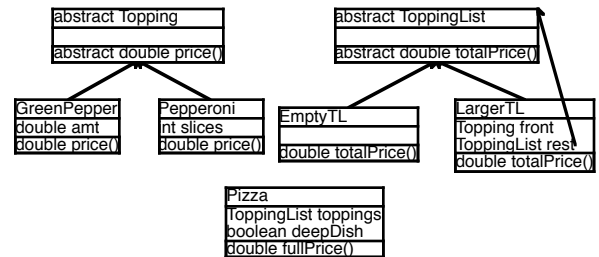 abstract Topping
abstract double price()
abstract ToppingList
abstract double totalPrice()
GreenPepper
double amt
double price()
Pepperoni
int slices
double price()
EmptyTL
double totalPrice()
LargerTL
Topping front
ToppingList rest
double totalPrice()
Pizza
ToppingList toppings
boolean deepDish
double fullPrice()